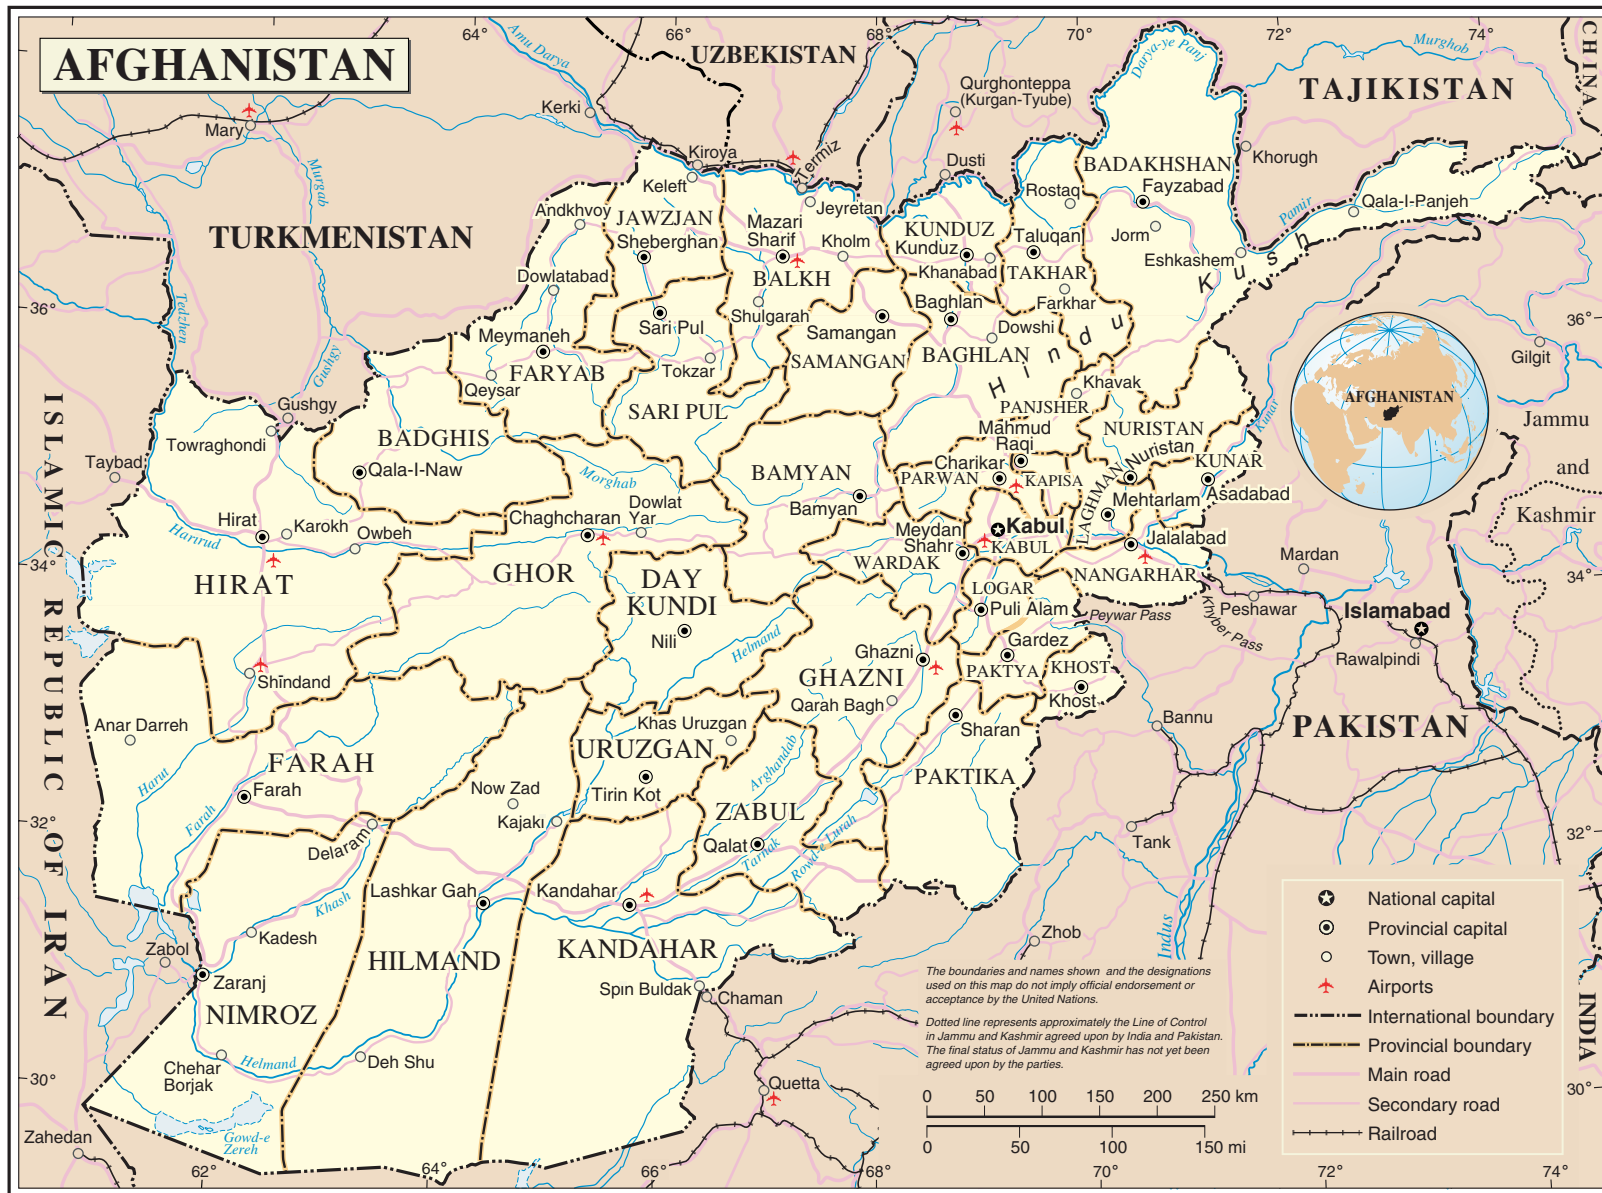 AFGHANISTAN
64°
66°
68°
70°
72°
74°
CHINA
UZBEKISTAN
TAJIKISTAN
TURKMENISTAN
Amu Darya
Darya-ye Panj
Murghob
Kerki
Mary
Murgab
Qurghonteppa
(Kurgan-Tyube)
Kiroya
Termiz
Dusti
Khorugh
Keleft
Jeyretan
Rostaq
BADAKHSHAN
Fayzabad
Pamir
Qala-I-Panjeh
Andkhvoy
JAWZJAN
Sheberghan
Mazari
Sharif
Kholm
BALKH
KUNDUZ
Kunduz
Khanabad
Taluqan
TAKHAR
Jorm
Eshkashem
Hindu Kush
Farkhar
Dowlatabad
Tedzhen
36°
36°
Sari Pul
Shulgarah
Samangan
Baghlan
Dowshi
BAGHLAN
SAMANGAN
Meymaneh
Gushgy
FARYAB
Qeysar
Tokzar
SARI PUL
Khavak
PANJSHER
Gilgit
AFGHANISTAN
Jammu
and
Kashmir
Gushgy
Towraghondi
BADGHIS
Qala-I-Naw
Taybad
Morghab
BAMYAN
Bamyan
Mahmud
Raqi
Charikar
PARWAN
KAPISA
NURISTAN
Nuristan
LAGHMAN
Mehtarlam
KUNAR
Asadabad
Kunar
Hirat
Karokh
Owbeh
Harirud
Chaghcharan
Dowlat
Yar
Meydan
Shahr
Kabul
KABUL
WARDAK
Jalalabad
NANGARHAR
Mardan
34°
34°
HIRAT
GHOR
DAY
KUNDI
Nili
LOGAR
Puli Alam
Peywar Pass
Khyber Pass
Peshawar
Islamabad
Rawalpindi
ISLAMIC REPUBLIC OF IRAN
Helmand
Gardez
PAKTYA
KHOST
Khost
Ghazni
GHAZNI
Qarah Bagh
Shindand
Anar Darreh
Khas Uruzgan
URUZGAN
Tirin Kot
Sharan
PAKTIKA
Bannu
PAKISTAN
FARAH
Farah
Harut
Farah
Now Zad
Kajaki
Arghandab
ZABUL
Qalat
Tarnak
Rowd-e Lurah
Tank
32°
32°
Delaram
Lashkar Gah
Kandahar
Khash
Kadesh
Zabol
Zaranj
NIMROZ
HILMAND
KANDAHAR
Spin Buldak
Chaman
Zhob
Indus
Chehar
Borjak
Helmand
Deh Shu
Quetta
Gowd-e
Zereh
Zahedan
30°
30°
INDIA
The boundaries and names shown and the designations
used on this map do not imply official endorsement or
acceptance by the United Nations.
Dotted line represents approximately the Line of Control
in Jammu and Kashmir agreed upon by India and Pakistan.
The final status of Jammu and Kashmir has not yet been
agreed upon by the parties.
0 50 100 150 200 250 km
0 50 100 150 mi
National capital
Provincial capital
Town, village
Airports
International boundary
Provincial boundary
Main road
Secondary road
Railroad
62°
64°
66°
68°
70°
72°
74°